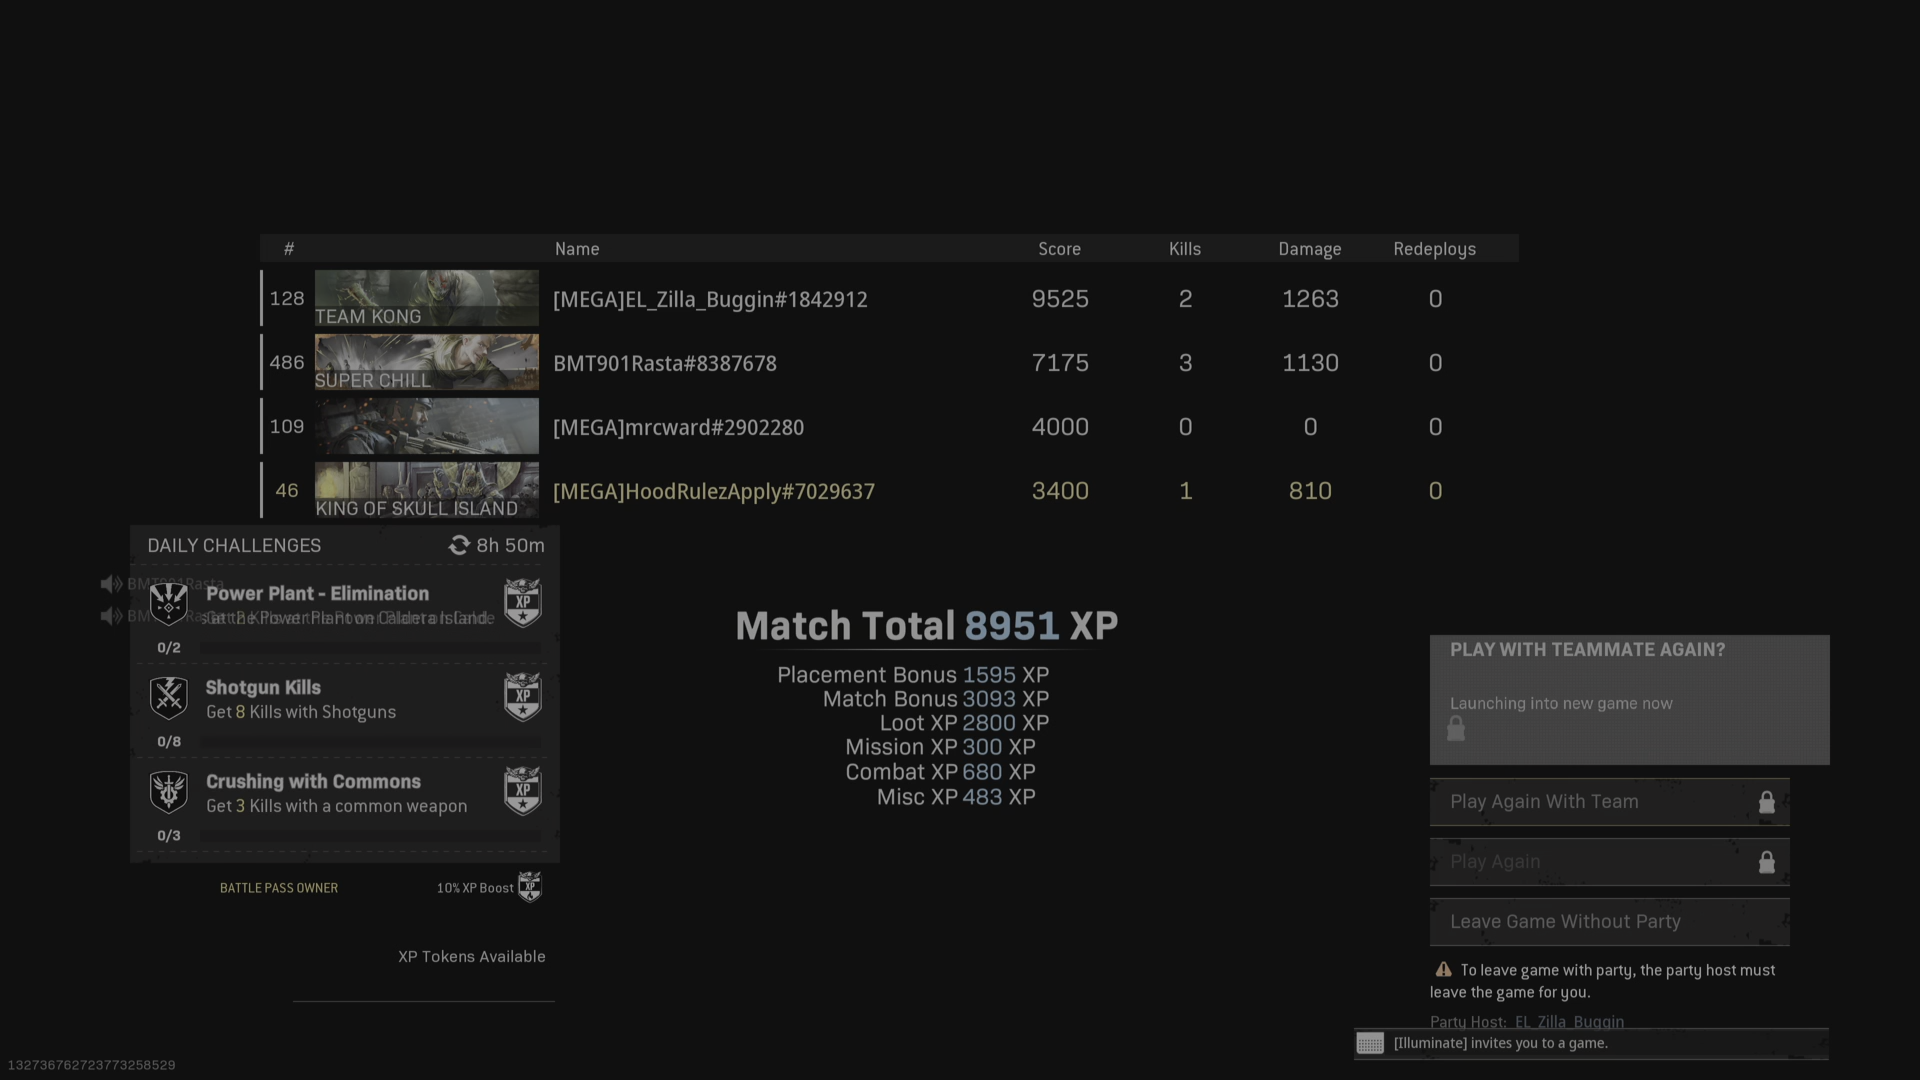 # Name Score Kills Damage Redeploys
128 TEAM KONG [MEGA]EL_Zilla_Buggin#1842912 9525 2 1263 0
486 SUPER CHILL BMT901Rasta#8387678 7175 3 1130 0
109 [MEGA]mrcward#2902280 4000 0 0 0
46 KING OF SKULL ISLAND [MEGA]HoodRulezApply#7029637 3400 1 810 0
DAILY CHALLENGES 8h 50m
BMT901Rasta
Power Plant - Elimination XP
0/2
Shotgun Kills XP
Get 8 Kills with Shotguns
0/8
Crushing with Commons XP
Get 3 Kills with a common weapon
0/3
BATTLE PASS OWNER 10% XP Boost XP
XP Tokens Available
Match Total 8951 XP
Placement Bonus 1595 XP
Match Bonus 3093 XP
Loot XP 2800 XP
Mission XP 300 XP
Combat XP 680 XP
Misc XP 483 XP
PLAY WITH TEAMMATE AGAIN?
Launching into new game now
Play Again With Team
Play Again
Leave Game Without Party
To leave game with party, the party host must
leave the game for you.
Party Host: EL_Zilla_Buggin
[Illuminate] invites you to a game.
132736762723773258529